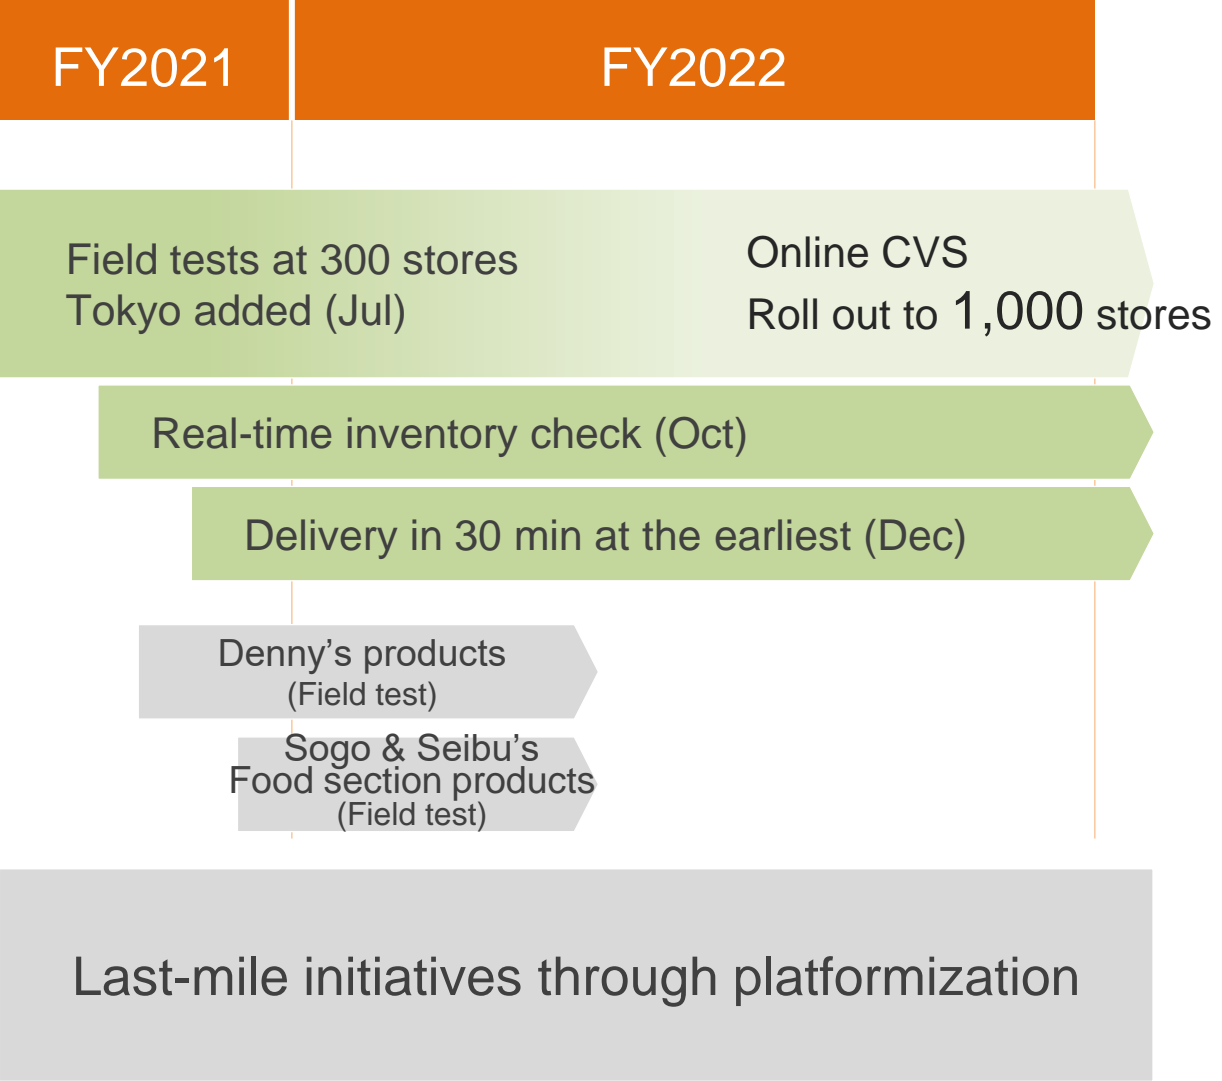 FY2021
FY2022
Field tests at 300 stores
Tokyo added (Jul)
Online CVS
Roll out to 1,000 stores
Real-time inventory check (Oct)
Delivery in 30 min at the earliest (Dec)
Denny’s products
(Field test)
Sogo & Seibu’s
Food section products
(Field test)
Last-mile initiatives through platformization